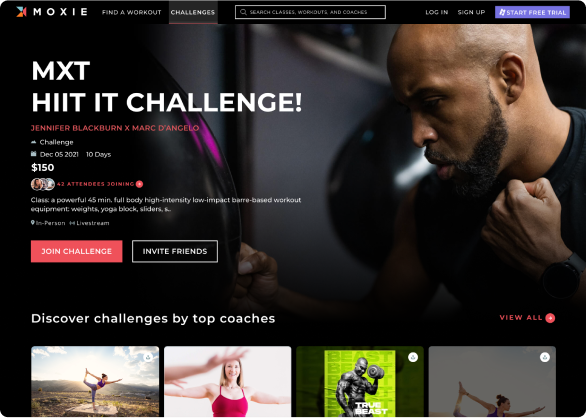 MOXIE FIND A WORKOUT CHALLENGES SEARCH CLASSES, WORKOUTS, AND COACHES LOG IN SIGN UP START FREE TRIAL
MXT
HIIT IT CHALLENGE!
JENNIFER BLACKBURN X MARC D'ANGELO
Challenge
Dec 05 2021 10 Days
$150
42 ATTENDEES JOINING
Class: a powerful 45 min. full body high-intensity low-impact barre-based workout
equipment: weights, yoga block, sliders, s..
In-Person Livestream
JOIN CHALLENGE INVITE FRIENDS
Discover challenges by top coaches VIEW ALL
TRUE
BEAST